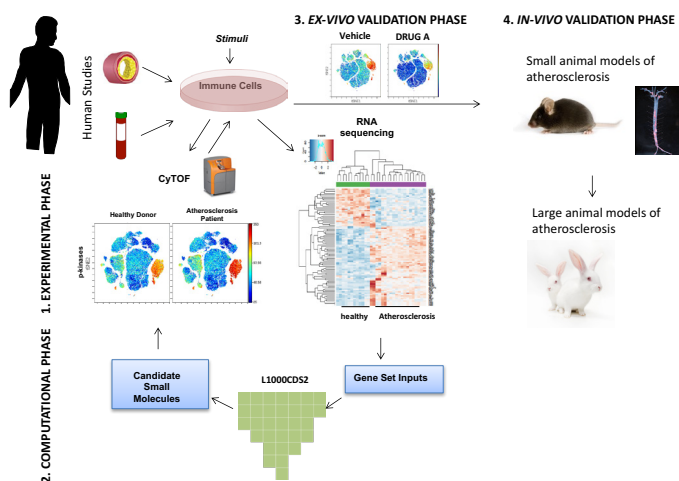 3. EX-VIVO VALIDATION PHASE
4. IN-VIVO VALIDATION PHASE
Stimuli
Vehicle
DRUG A
Human Studies
Immune Cells
Small animal models of
atherosclerosis
RNA
sequencing
CyTOF
1. EXPERIMENTAL PHASE
Healthy Donor
Atherosclerosis
Patient
p-kinases
Large animal models of
atherosclerosis
healthy
Atherosclerosis
2. COMPUTATIONAL PHASE
Candidate
Small
Molecules
L1000CDS2
Gene Set Inputs